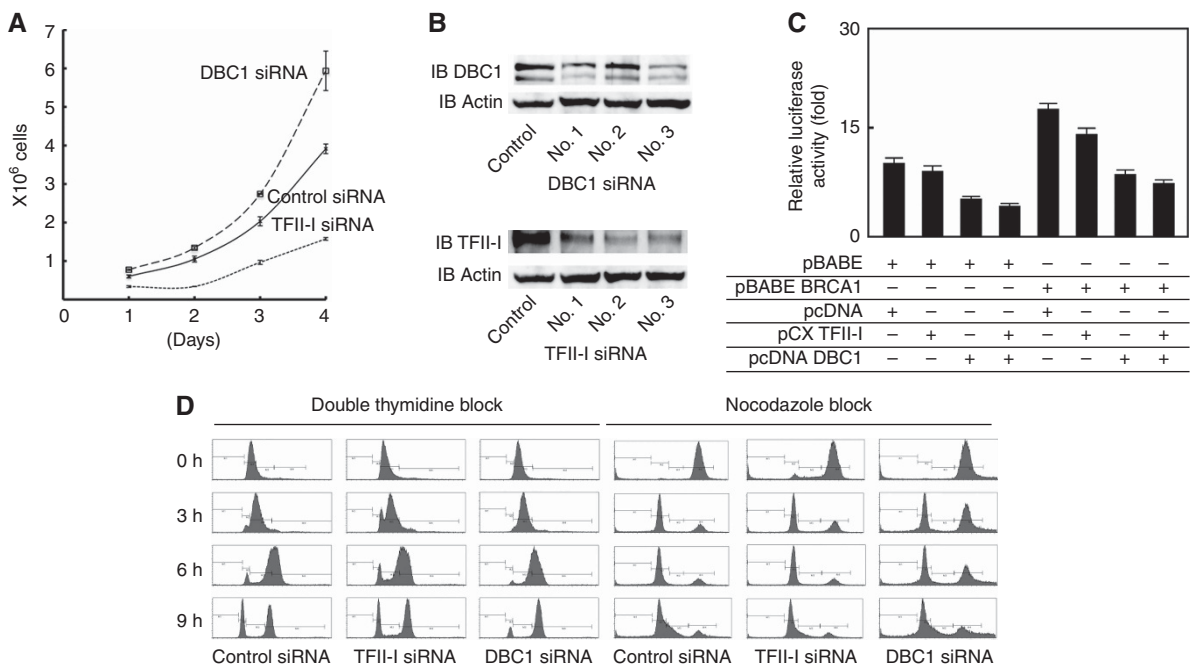 A
7
6
5
4
3
2
1
0
1
2
3
4
X10⁶ cells
(Days)
DBC1 siRNA
Control siRNA
TFII-I siRNA
B
IB DBC1
IB Actin
Control
No. 1
No. 2
No. 3
DBC1 siRNA
IB TFII-I
IB Actin
Control
No. 1
No. 2
No. 3
TFII-I siRNA
C
30
15
0
Relative luciferase
activity (fold)
pBABE + + + + – – – –
pBABE BRCA1 – – – – + + + +
pcDNA + – – – + – – –
pCX TFII-I – + – + – + – +
pcDNA DBC1 – – + + – – + +
D
Double thymidine block Nocodazole block
0 h
3 h
6 h
9 h
Control siRNA TFII-I siRNA DBC1 siRNA Control siRNA TFII-I siRNA DBC1 siRNA